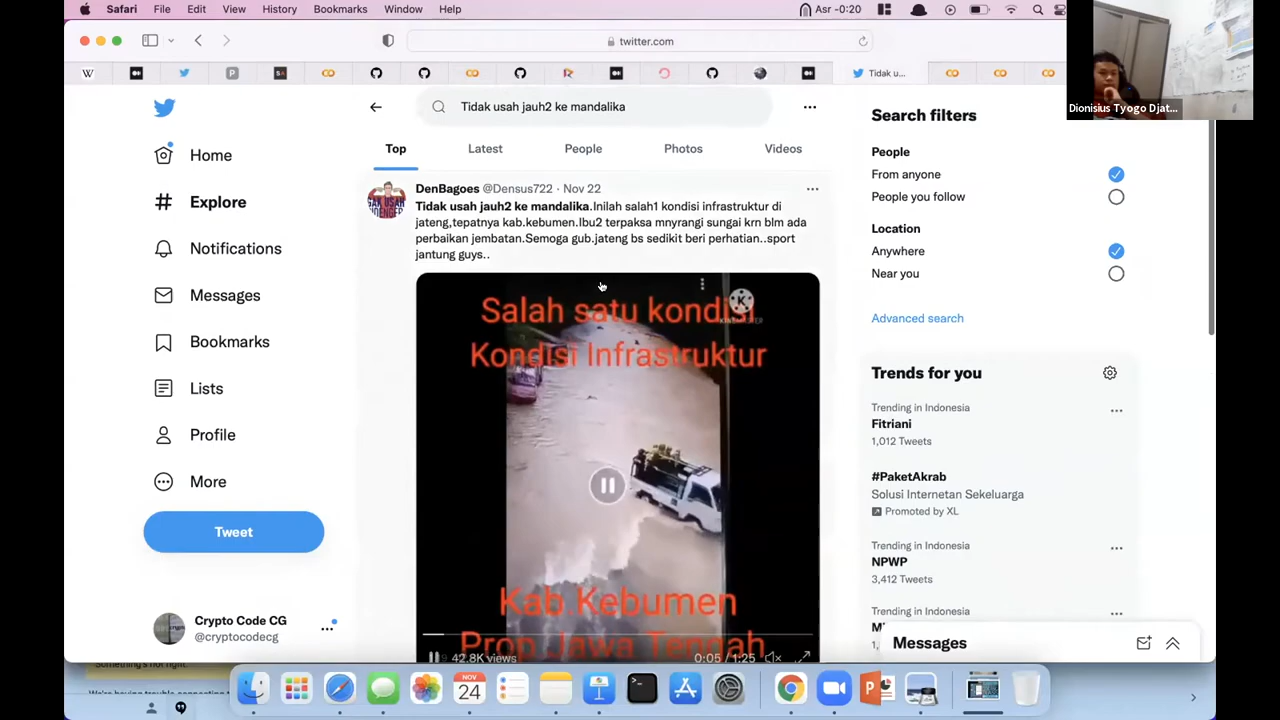 Safari File Edit View History Bookmarks Window Help Asr -0:20
twitter.com
Tidak u...
Dionisius Tyogo Djat...
Tidak usah jauh2 ke mandalika
Top Latest People Photos Videos
Home
Explore
Notifications
Messages
Bookmarks
Lists
Profile
More
Tweet
Crypto Code CG
@cryptocodecg
DenBagoes @Densus722 · Nov 22
Tidak usah jauh2 ke mandalika.Inilah salah1 kondisi infrastruktur di
jateng,tepatnya kab.kebumen.Ibu2 terpaksa mnyrangi sungai krn blm ada
perbaikan jembatan.Semoga gub.jateng bs sedikit beri perhatian..sport
jantung guys..
Salah satu kondisi
Kondisi Infrastruktur
Kab.Kebumen
Prop.Jawa Tengah
42.8K views 0:05 / 1:25
Search filters
People
From anyone
People you follow
Location
Anywhere
Near you
Advanced search
Trends for you
Trending in Indonesia
Fitriani
1,012 Tweets
#PaketAkrab
Solusi Internetan Sekeluarga
Promoted by XL
Trending in Indonesia
NPWP
3,412 Tweets
Trending in Indonesia
Messages
Something's not right.
NOV
24